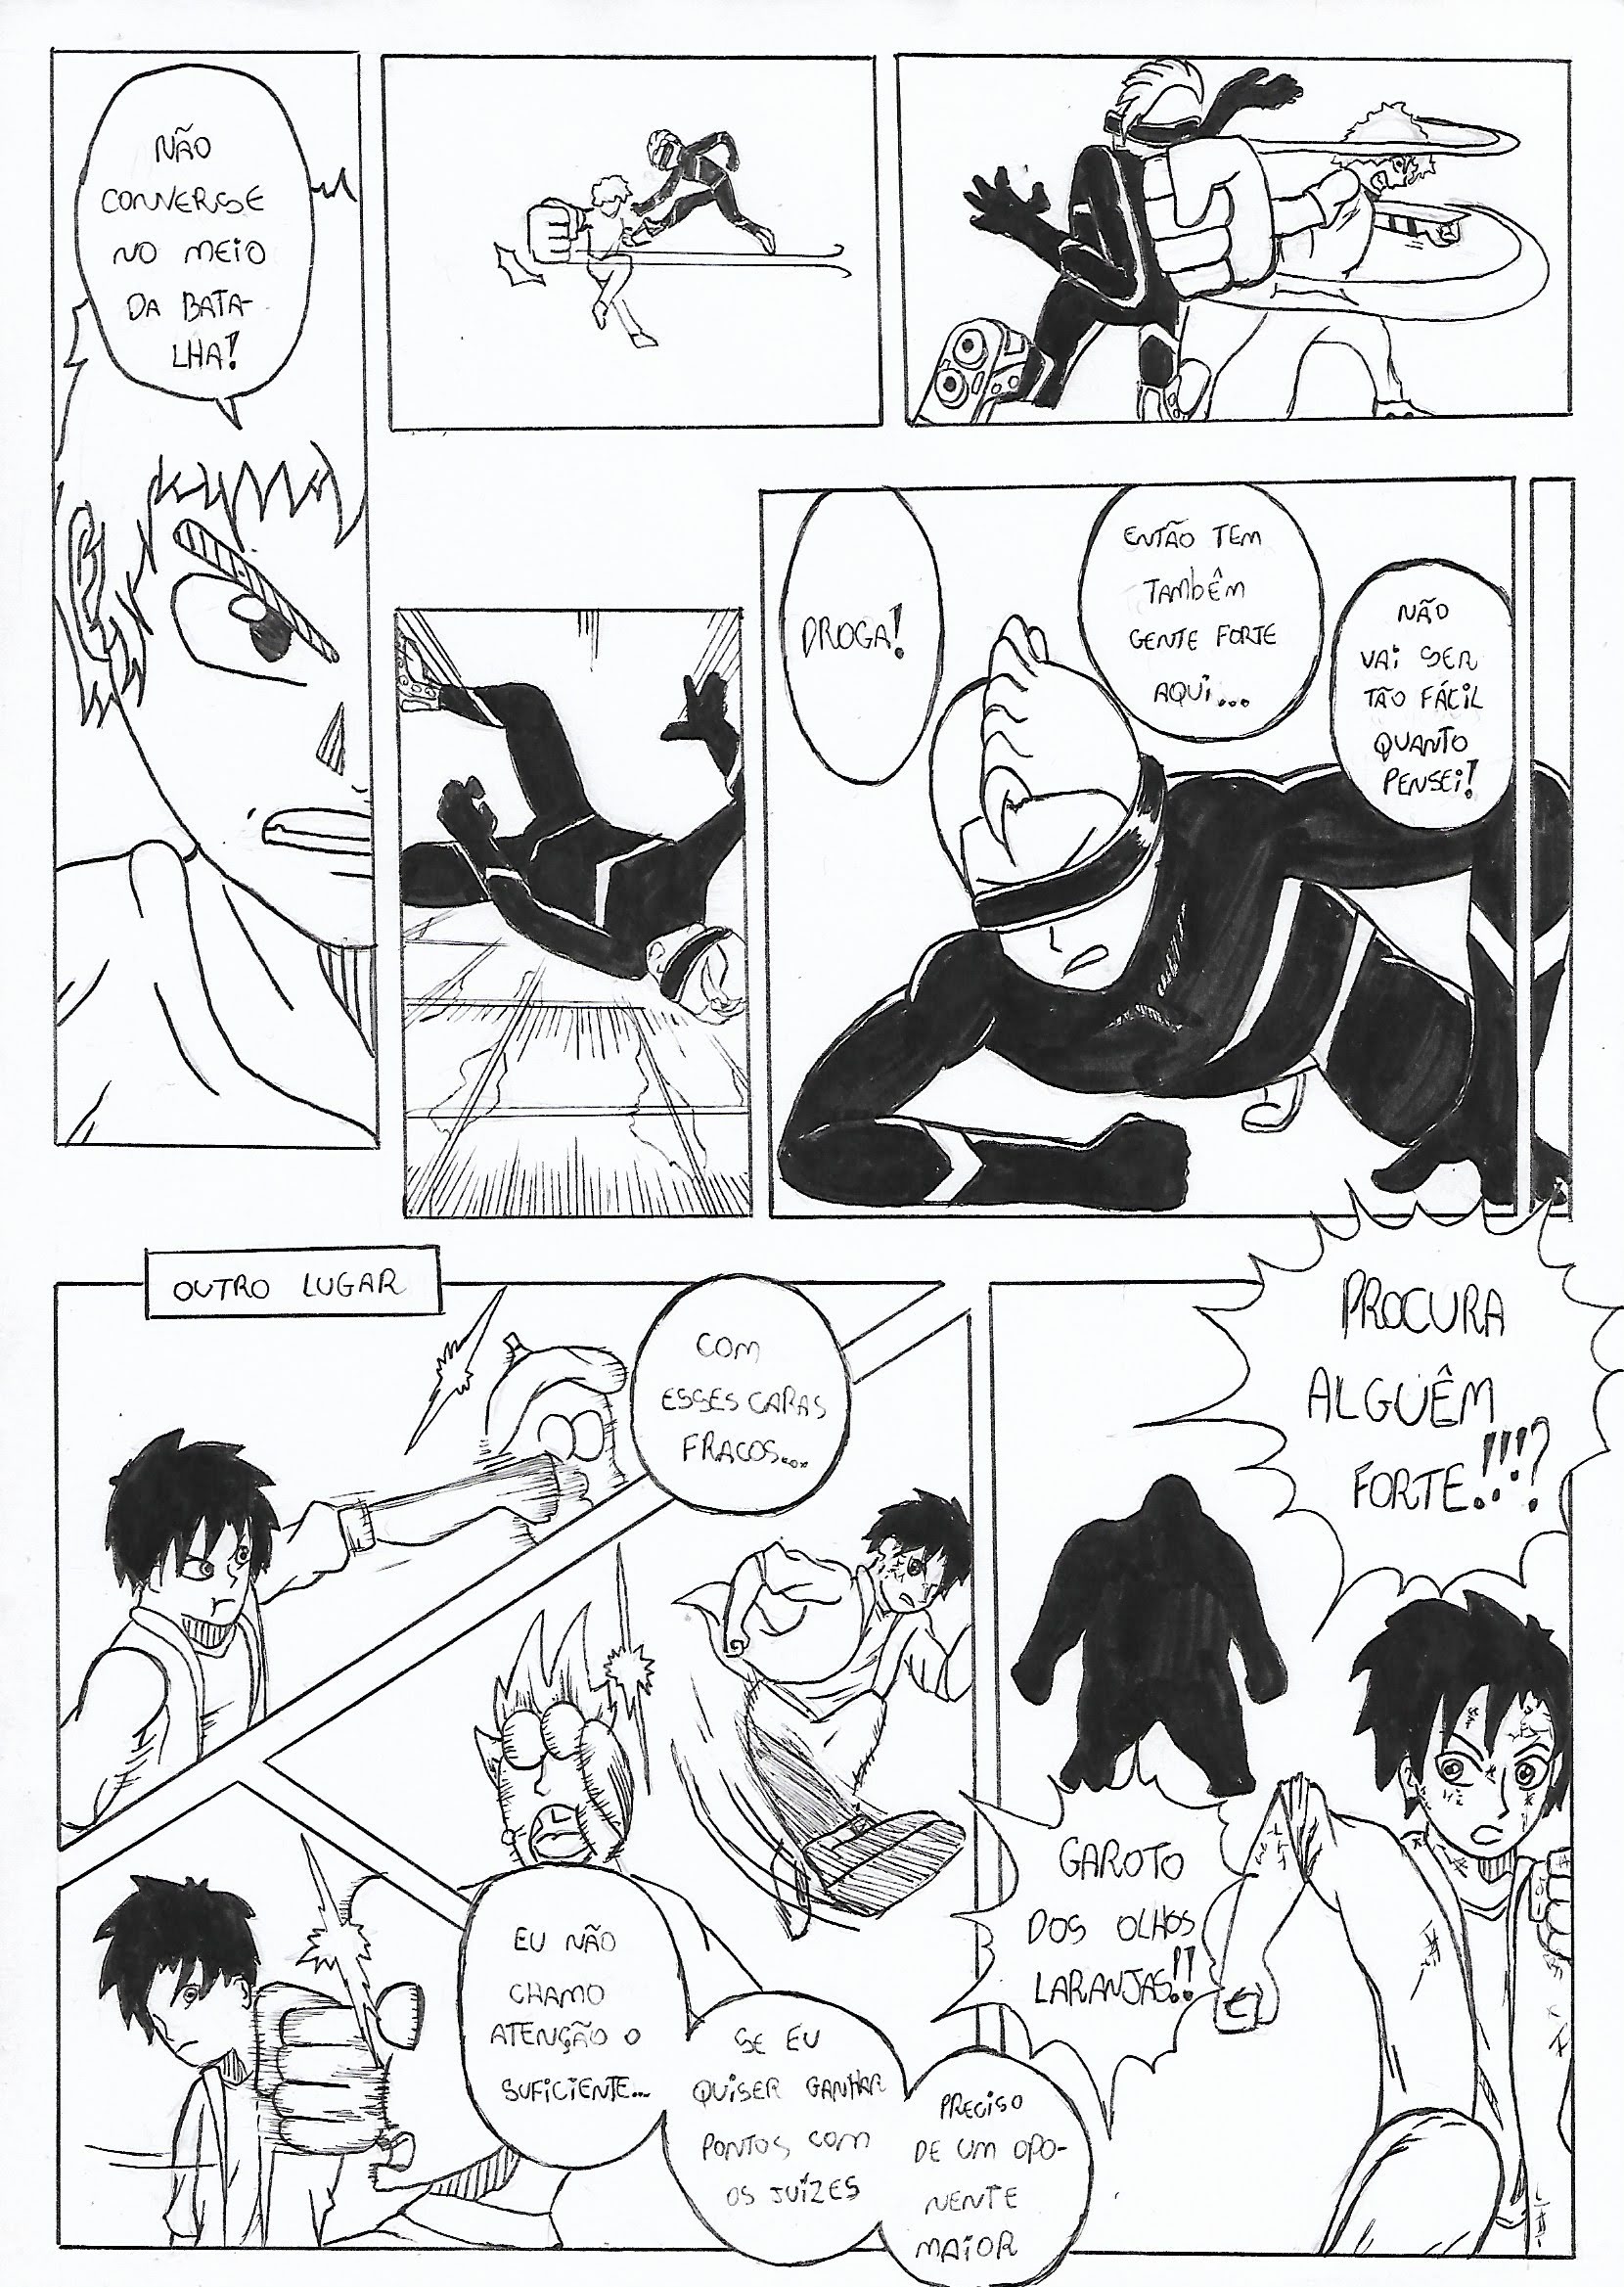 NÃO
CONVERSE
NO MEIO
DA BATA-
LHA!
DROGA!
ENTÃO TEM
TAMBÊM
GENTE FORTE
AQUI...
NÃO
VAI SER
TÃO FÁCIL
QUANTO
PENSEI!
OUTRO LUGAR
COM
ESSES CARAS
FRACOS....
EU NÃO
CHAMO
ATENÇÃO O
SUFICIENTE...
SE EU
QUISER GANHAR
PONTOS COM
OS JUÍZES
PRECISO
DE UM OPO-
NENTE
MAIOR
PROCURA
ALGUÊM
FORTE!!!?
GAROTO
DOS OLHOS
LARANJAS!!